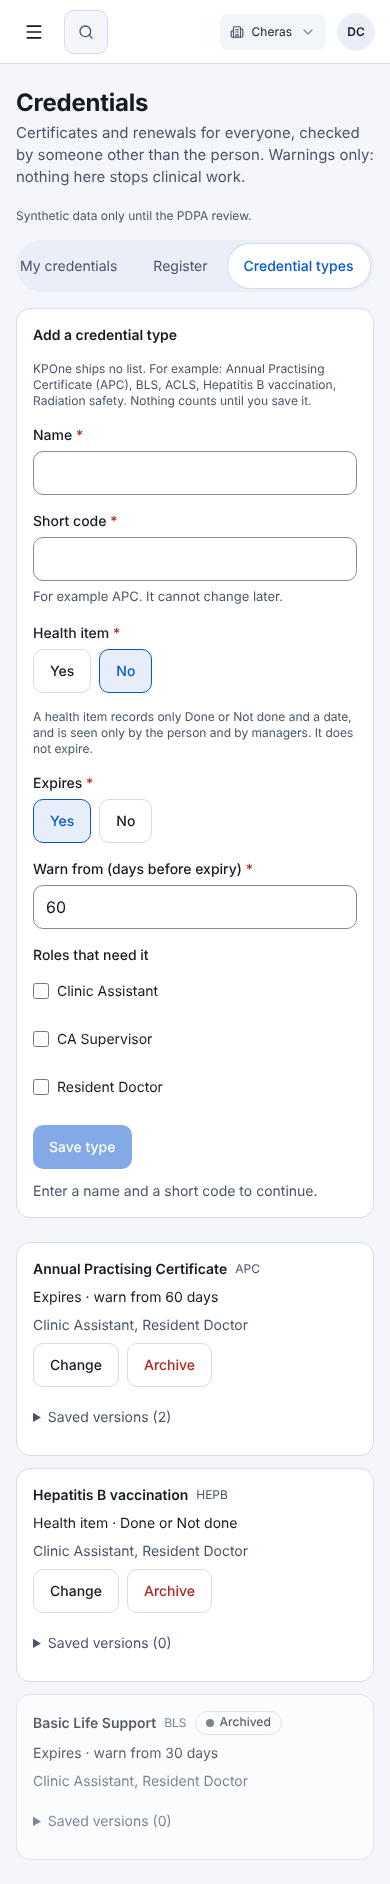 Cheras
DC
Credentials
Certificates and renewals for everyone, checked
by someone other than the person. Warnings only:
nothing here stops clinical work.
Synthetic data only until the PDPA review.
My credentials
Register
Credential types
Add a credential type
KPOne ships no list. For example: Annual Practising
Certificate (APC), BLS, ACLS, Hepatitis B vaccination,
Radiation safety. Nothing counts until you save it.
Name *
Short code *
For example APC. It cannot change later.
Health item *
Yes
No
A health item records only Done or Not done and a date,
and is seen only by the person and by managers. It does
not expire.
Expires *
Yes
No
Warn from (days before expiry) *
60
Roles that need it
Clinic Assistant
CA Supervisor
Resident Doctor
Save type
Enter a name and a short code to continue.
Annual Practising Certificate APC
Expires · warn from 60 days
Clinic Assistant, Resident Doctor
Change
Archive
Saved versions (2)
Hepatitis B vaccination HEPB
Health item · Done or Not done
Clinic Assistant, Resident Doctor
Change
Archive
Saved versions (0)
Basic Life Support BLS Archived
Expires · warn from 30 days
Clinic Assistant, Resident Doctor
Saved versions (0)